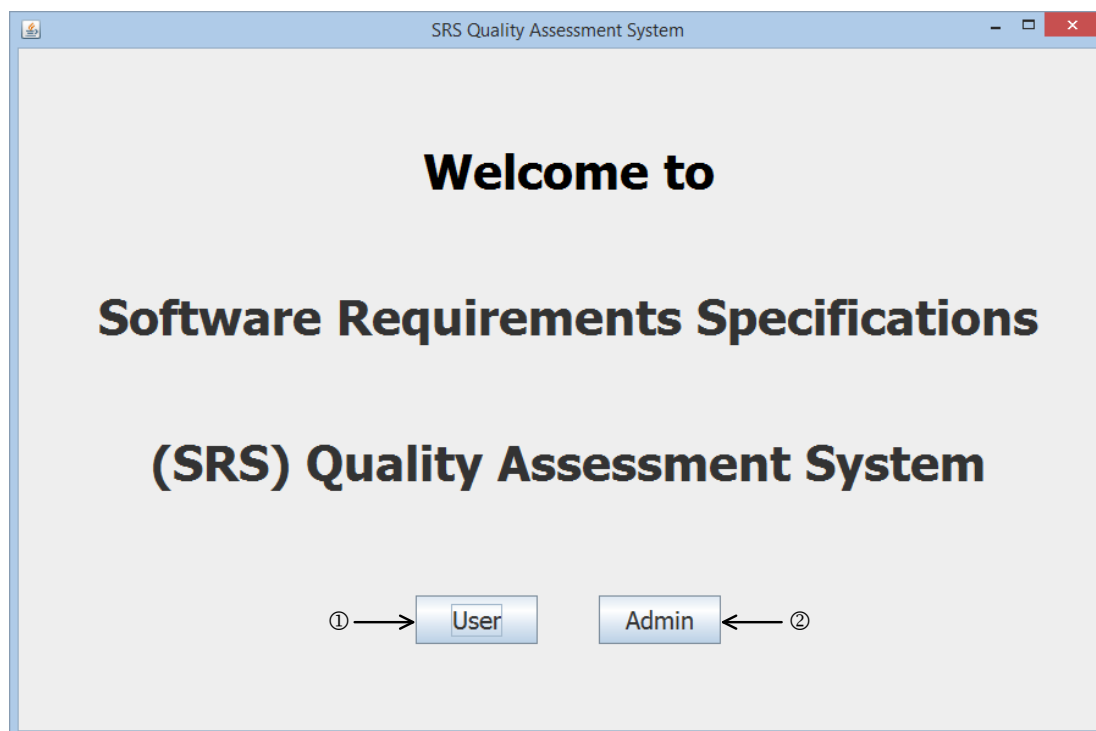 SRS Quality Assessment System
Welcome to
Software Requirements Specifications
(SRS) Quality Assessment System
① User Admin ②